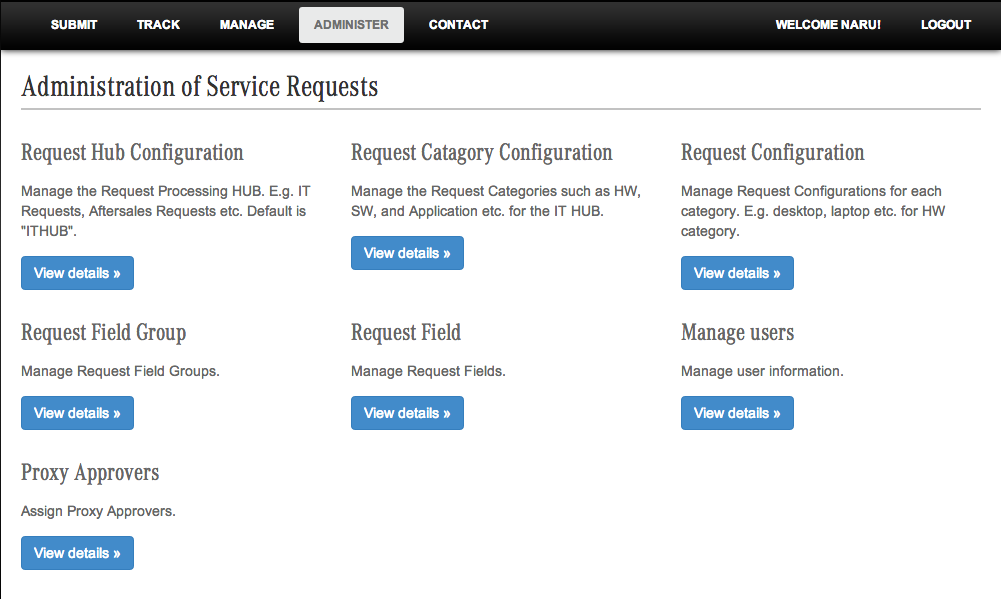 SUBMIT TRACK MANAGE ADMINISTER CONTACT WELCOME NARU! LOGOUT
Administration of Service Requests
Request Hub Configuration
Manage the Request Processing HUB. E.g. IT
Requests, Aftersales Requests etc. Default is
"ITHUB".
View details »
Request Catagory Configuration
Manage the Request Categories such as HW,
SW, and Application etc. for the IT HUB.
View details »
Request Configuration
Manage Request Configurations for each
category. E.g. desktop, laptop etc. for HW
category.
View details »
Request Field Group
Manage Request Field Groups.
View details »
Request Field
Manage Request Fields.
View details »
Manage users
Manage user information.
View details »
Proxy Approvers
Assign Proxy Approvers.
View details »